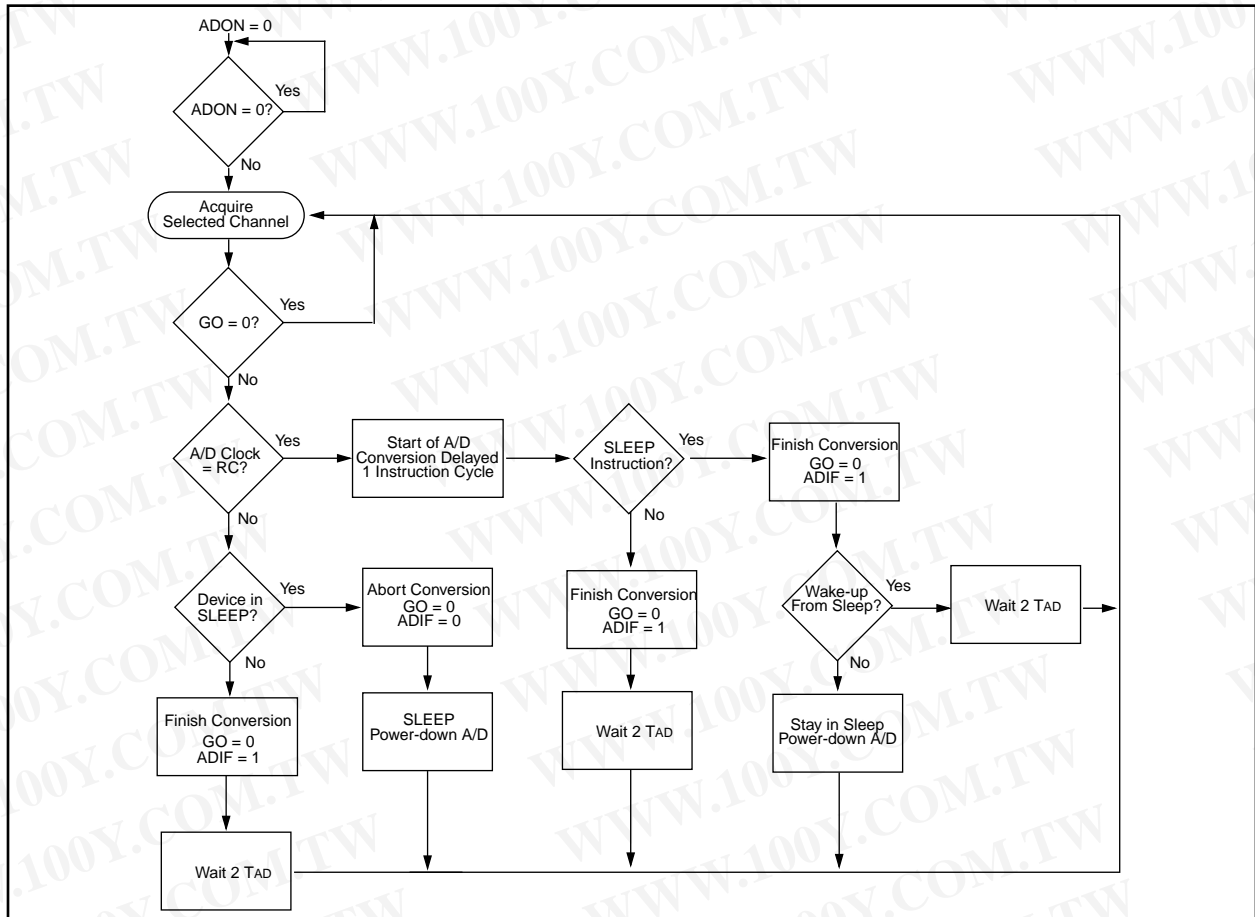 ADON = 0
ADON = 0?
Yes
No
Acquire
Selected Channel
GO = 0?
Yes
No
A/D Clock
= RC?
Yes
No
Start of A/D
Conversion Delayed
1 Instruction Cycle
SLEEP
Instruction?
Yes
No
Finish Conversion
GO = 0
ADIF = 1
Device in
SLEEP?
Yes
No
Abort Conversion
GO = 0
ADIF = 0
Finish Conversion
GO = 0
ADIF = 1
Wake-up
From Sleep?
Yes
No
Wait 2 TAD
Finish Conversion
GO = 0
ADIF = 1
SLEEP
Power-down A/D
Wait 2 TAD
Stay in Sleep
Power-down A/D
Wait 2 TAD
WWW.100Y.COM.TW